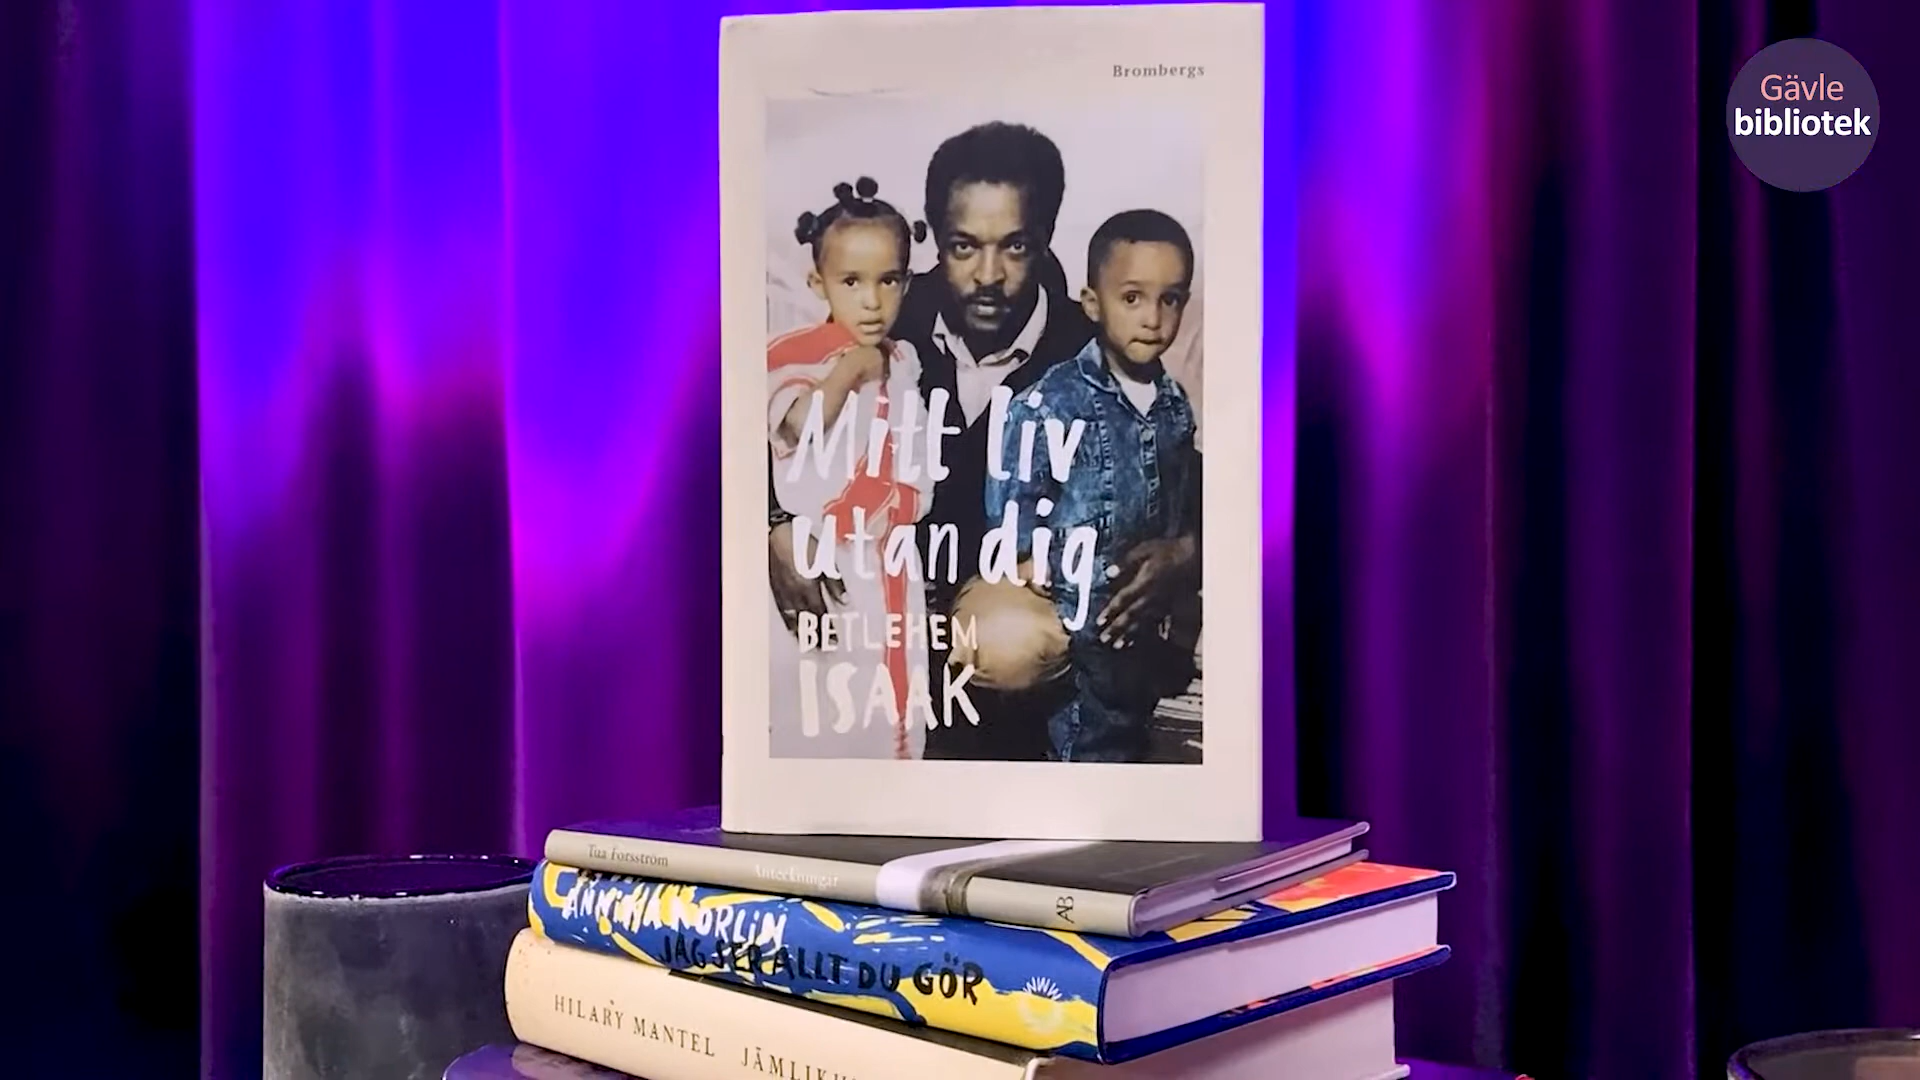 Brombergs
Gävle
bibliotek
Mitt liv
utan dig.
BETLEHEM
ISAAK
Tua Forsström Anteckningar AB
ANNIKA NORLIN
JAG SER ALLT DU GÖR
WWW
HILARY MANTEL